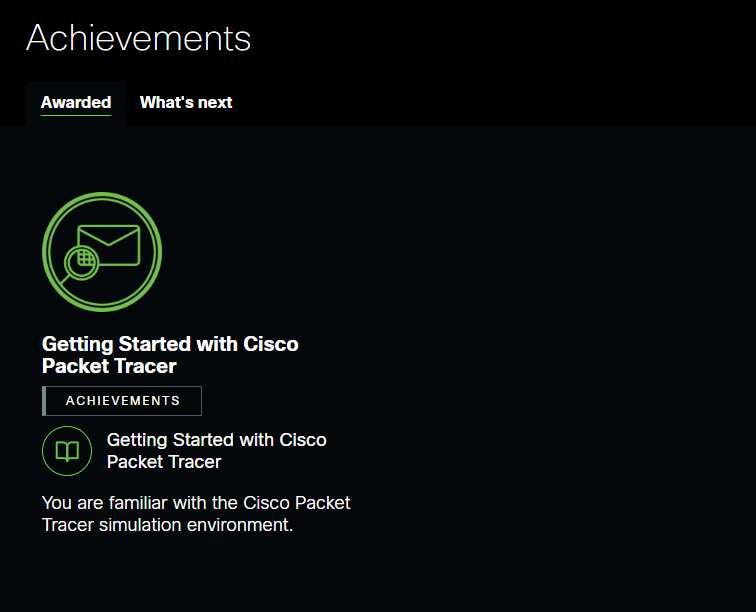 Achievements
Awarded
What's next
Getting Started with Cisco
Packet Tracer
ACHIEVEMENTS
Getting Started with Cisco
Packet Tracer
You are familiar with the Cisco Packet
Tracer simulation environment.